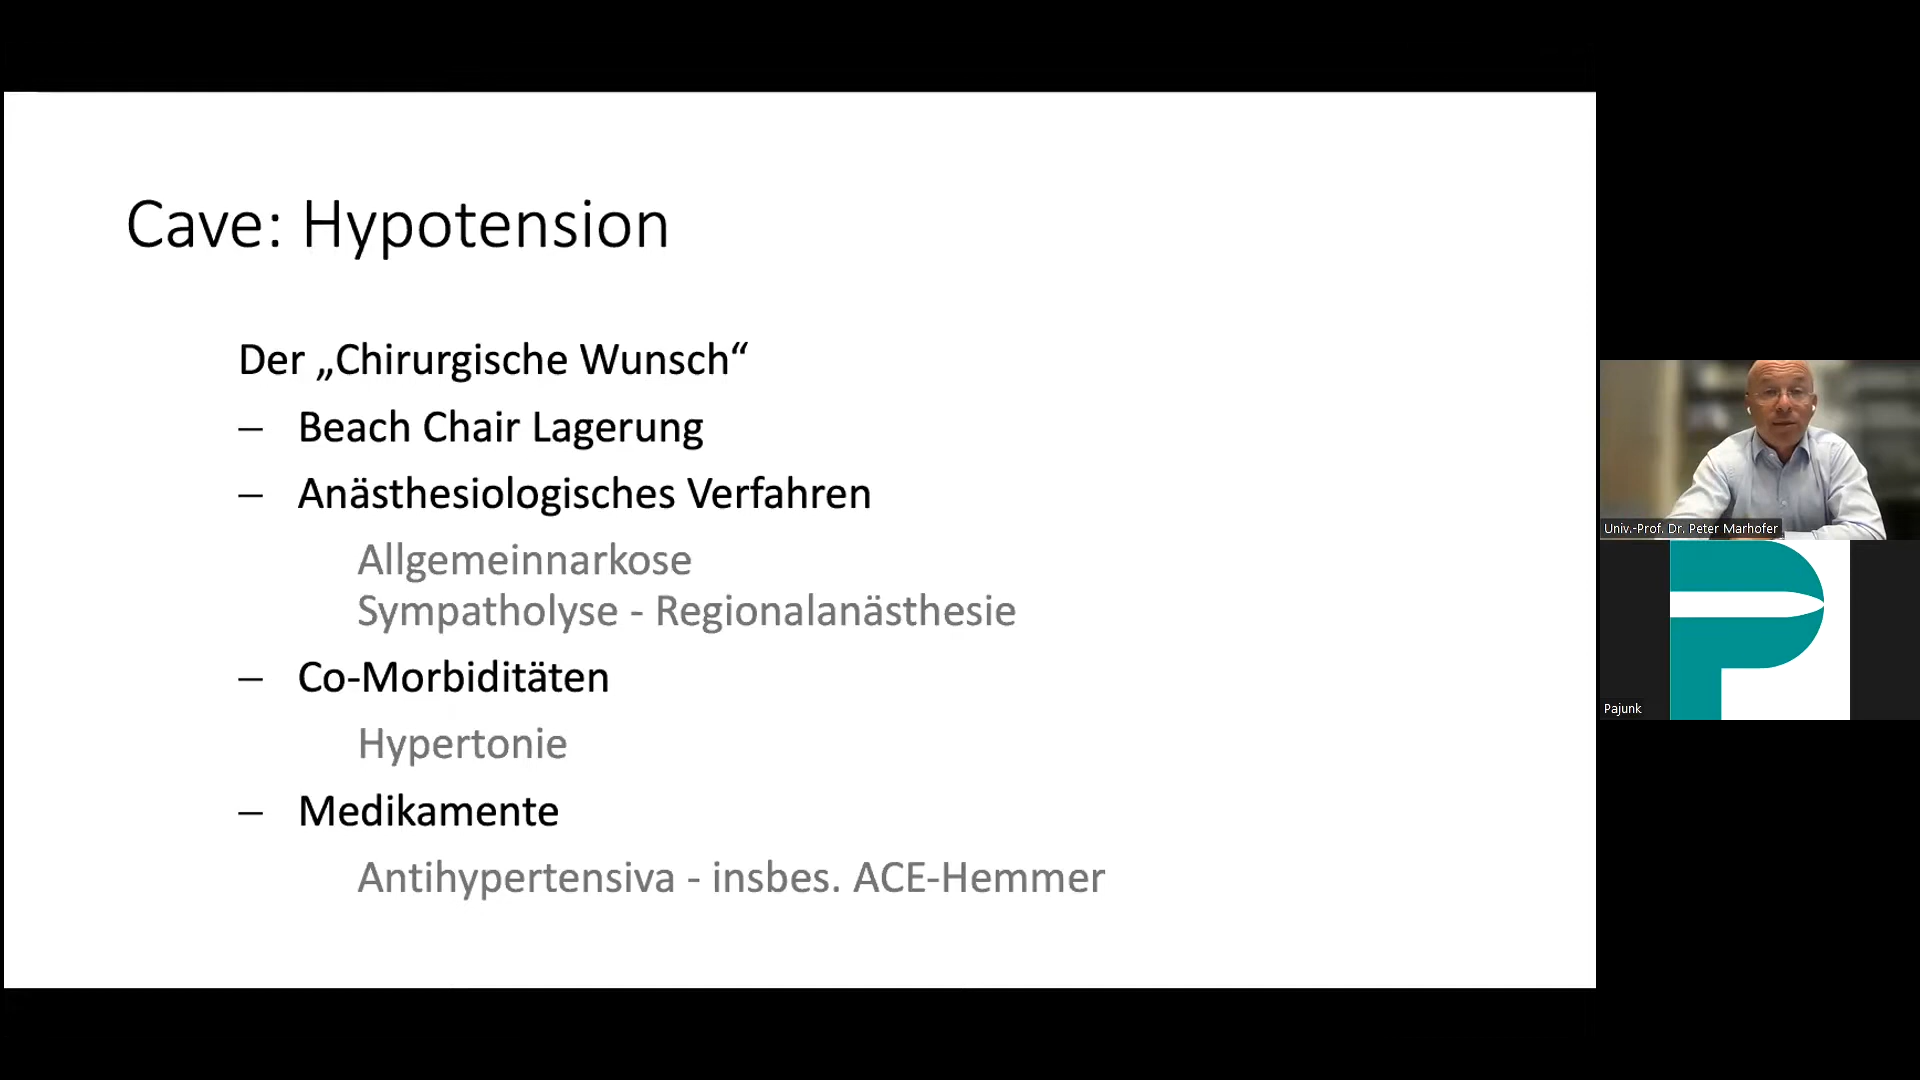 Cave: Hypotension
Der „Chirurgische Wunsch“
– Beach Chair Lagerung
– Anästhesiologisches Verfahren
Allgemeinnarkose
Sympatholyse - Regionalanästhesie
– Co-Morbiditäten
Hypertonie
– Medikamente
Antihypertensiva - insbes. ACE-Hemmer
Univ.-Prof. Dr. Peter Marhofer
Pajunk